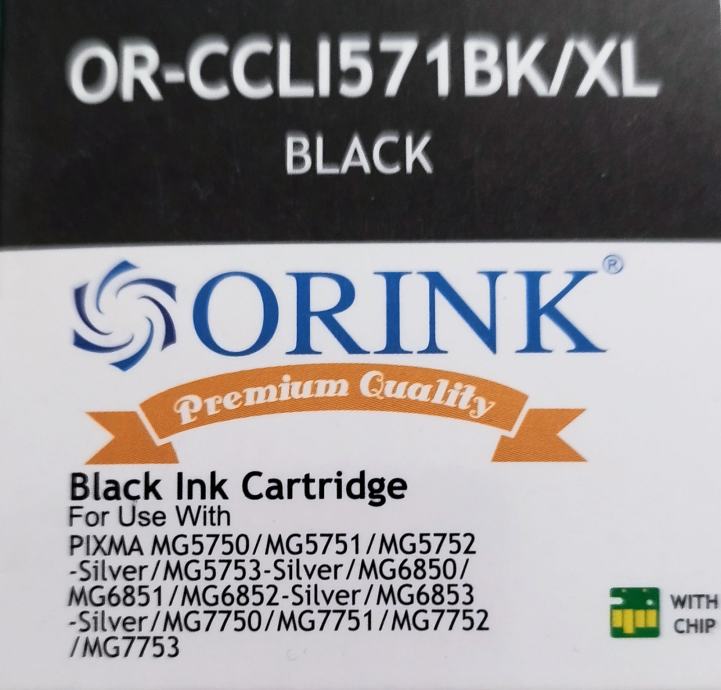 OR-CCLI571BK/XL
BLACK
ORINK®
Premium Quality
Black Ink Cartridge
For Use With
PIXMA MG5750/MG5751/MG5752
-Silver/MG5753-Silver/MG6850/
MG6851/MG6852-Silver/MG6853
-Silver/MG7750/MG7751/MG7752
/MG7753
WITH
CHIP